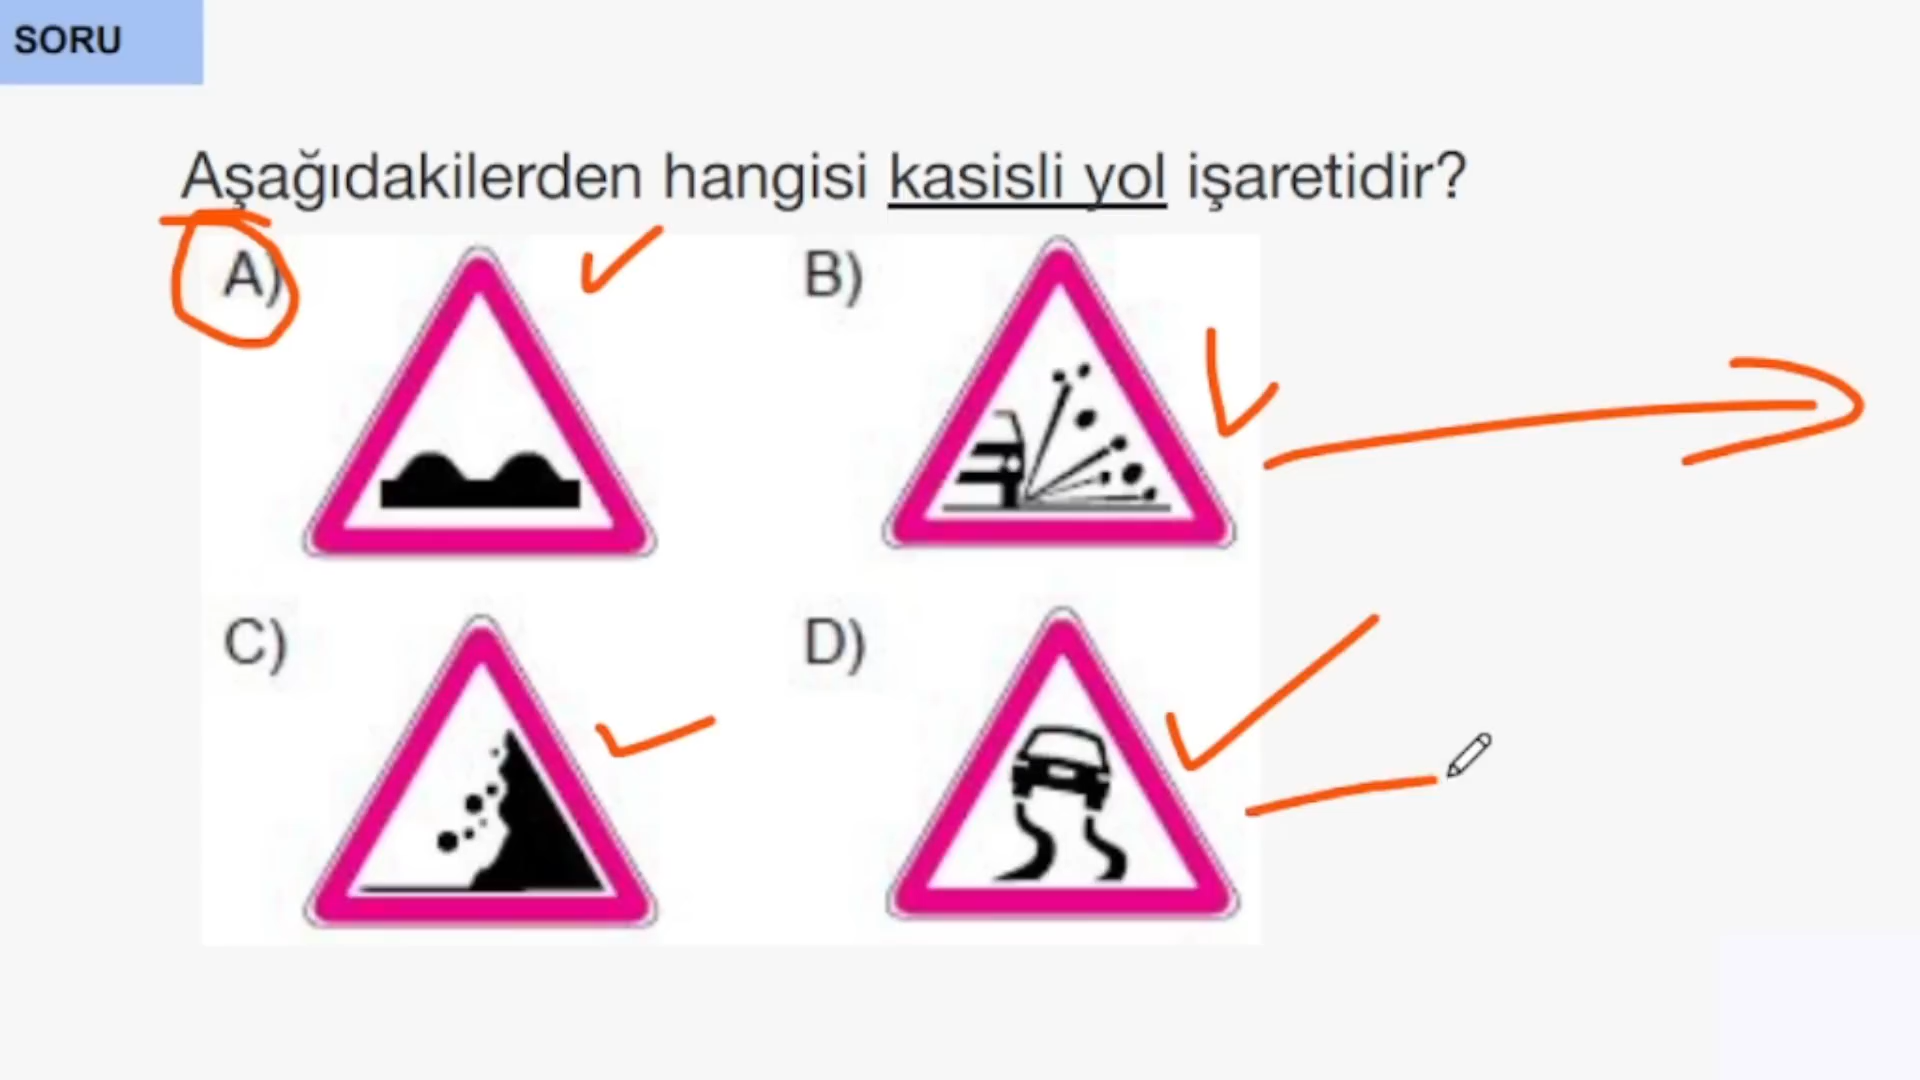 SORU
Aşağıdakilerden hangisi kasisli yol işaretidir?
A)
B)
C)
D)